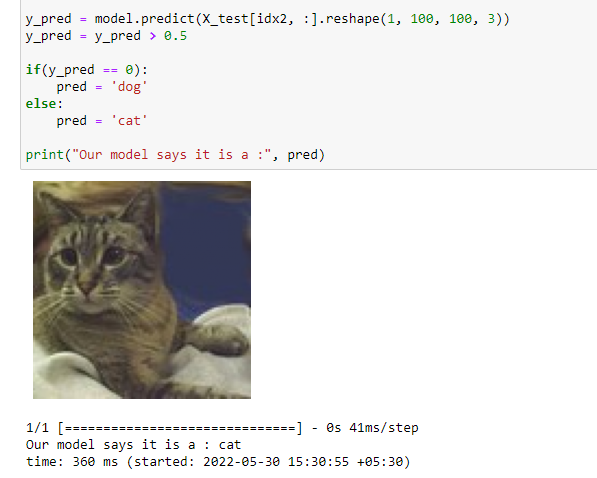 y_pred = model.predict(X_test[idx2, :].reshape(1, 100, 100, 3))
y_pred = y_pred > 0.5
if(y_pred == 0):
    pred = 'dog'
else:
    pred = 'cat'
print("Our model says it is a :", pred)
1/1 [==============================] - 0s 41ms/step
Our model says it is a : cat
time: 360 ms (started: 2022-05-30 15:30:55 +05:30)